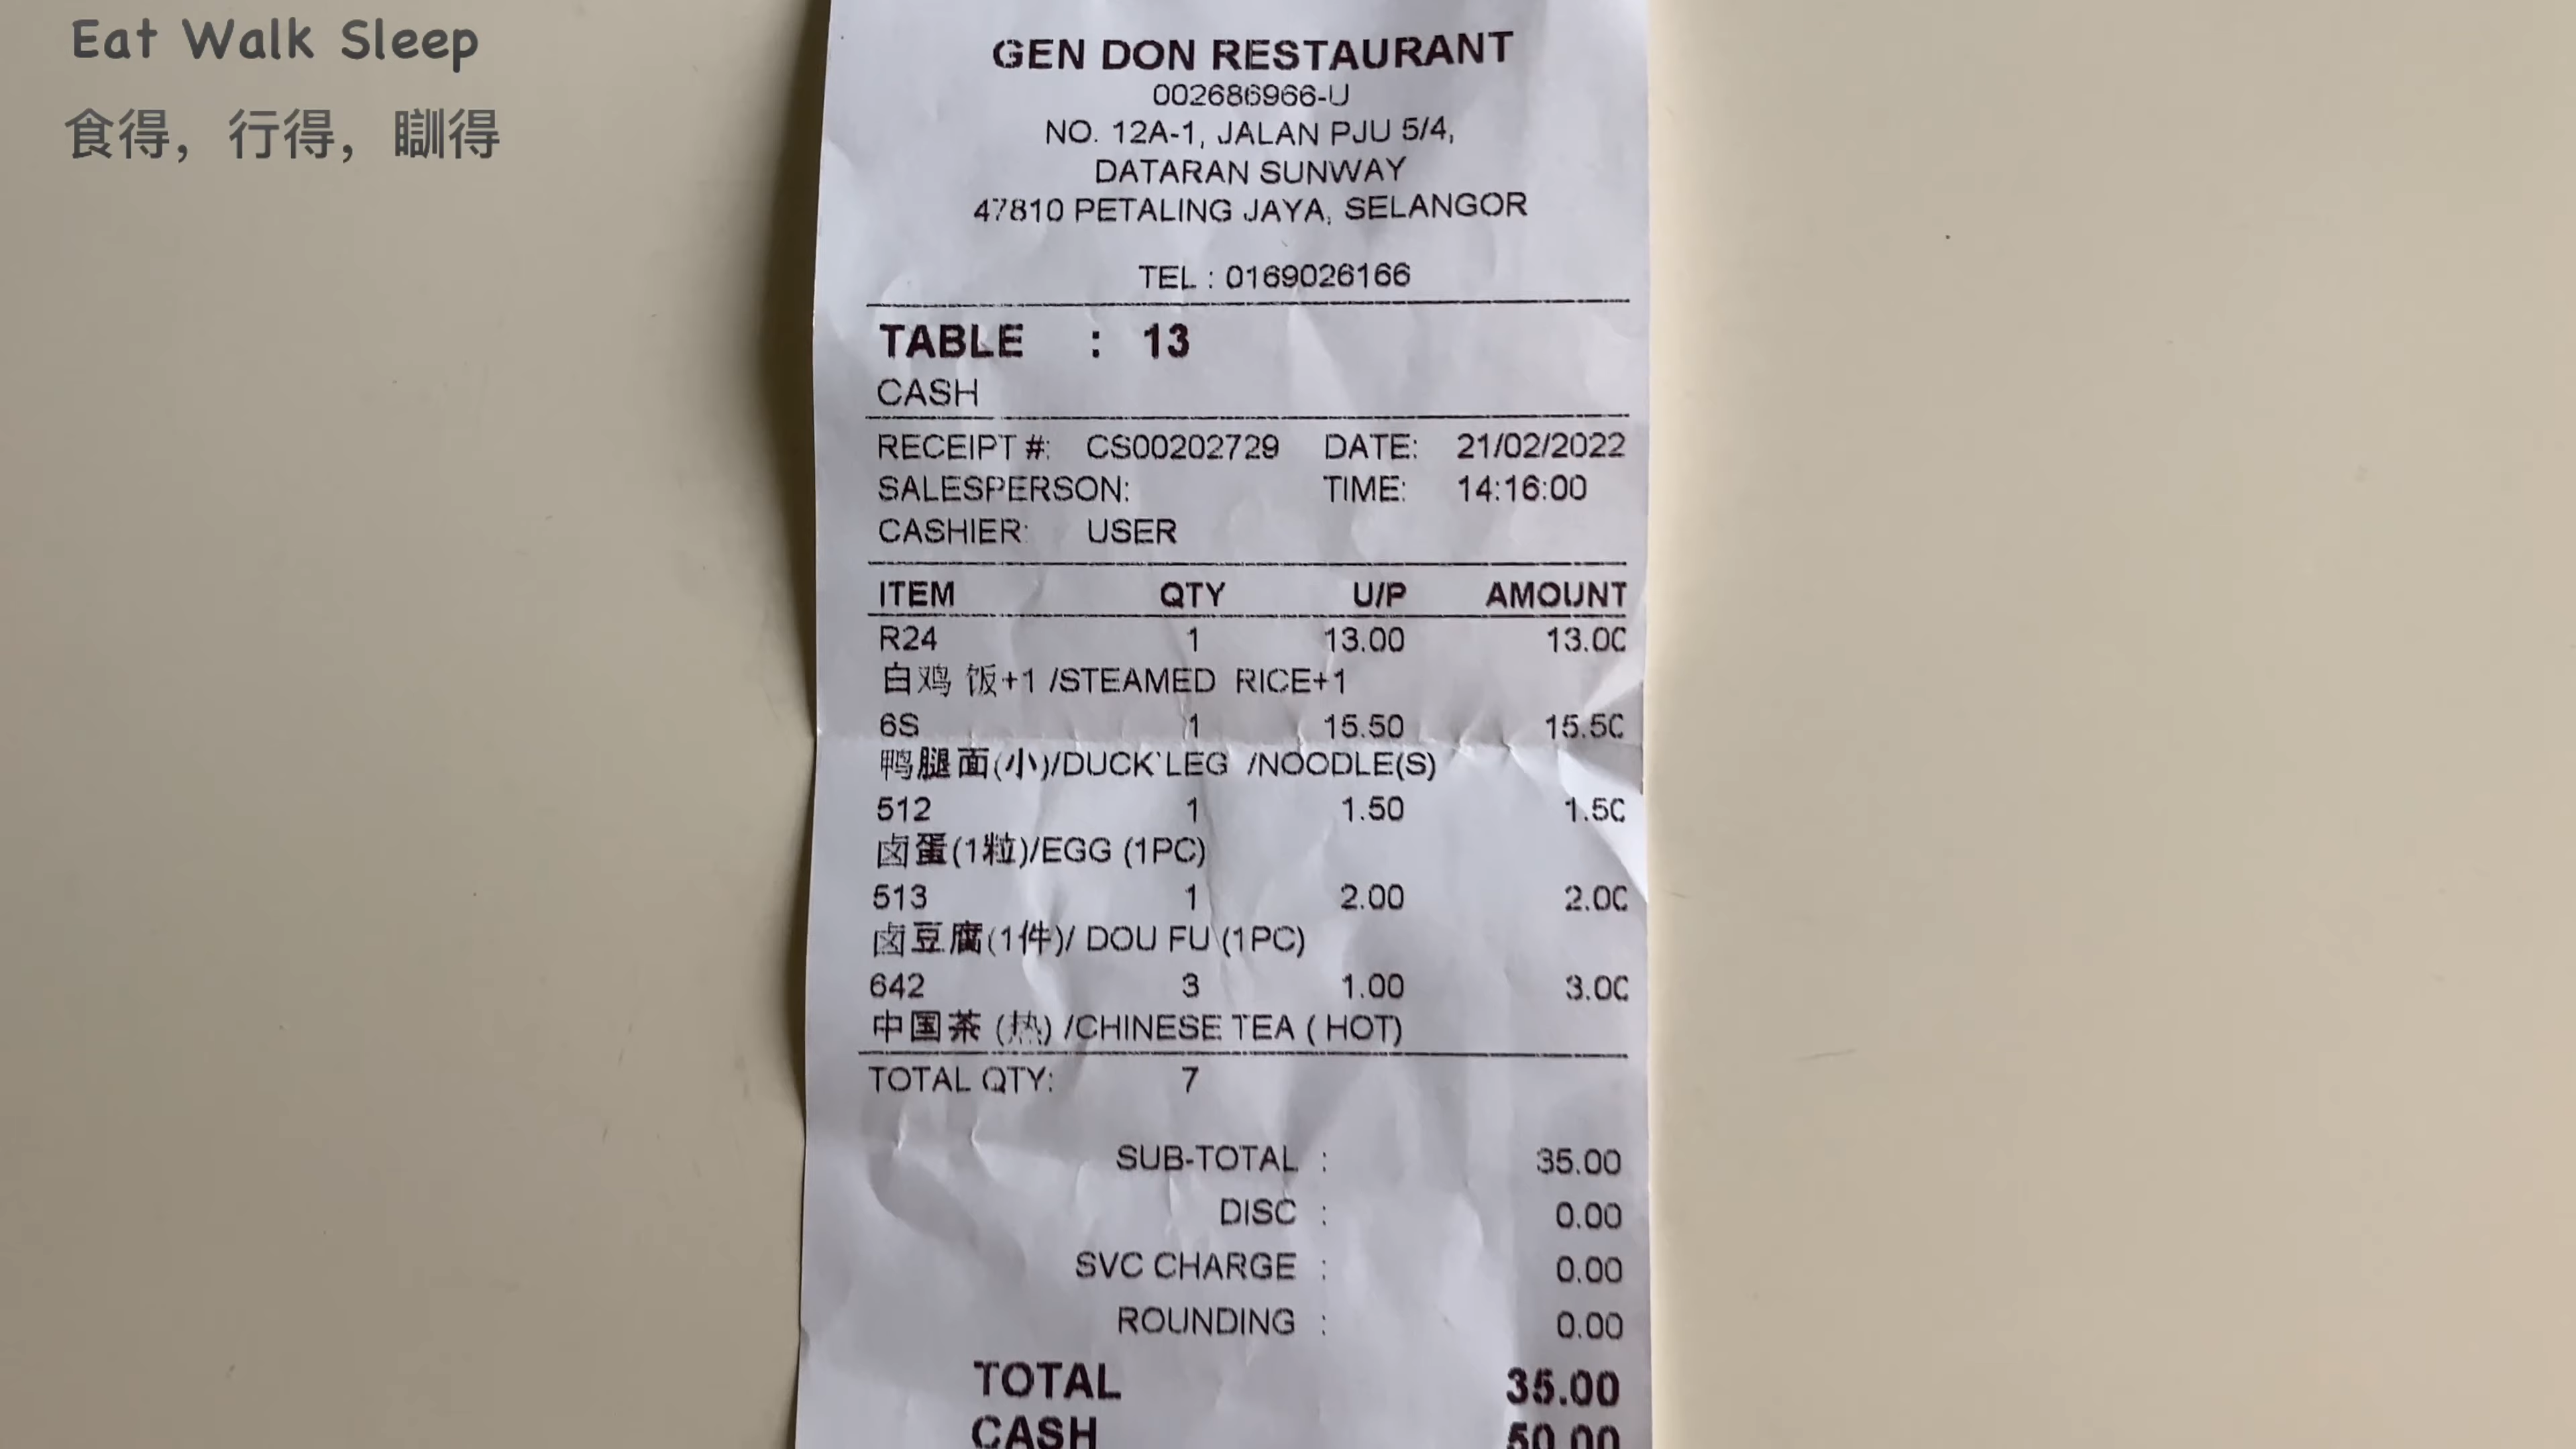 Eat Walk Sleep
食得，行得，瞓得
GEN DON RESTAURANT
002686966-U
NO. 12A-1, JALAN PJU 5/4,
DATARAN SUNWAY
47810 PETALING JAYA, SELANGOR
TEL : 0169026166
TABLE : 13
CASH
RECEIPT #: CS00202729 DATE: 21/02/2022
SALESPERSON: TIME: 14:16:00
CASHIER: USER
ITEM QTY U/P AMOUNT
R24 1 13.00 13.00
白鸡 饭+1 /STEAMED RICE+1
6S 1 15.50 15.50
鸭腿面(小)/DUCK`LEG /NOODLE(S)
512 1 1.50 1.50
卤蛋(1粒)/EGG (1PC)
513 1 2.00 2.00
卤豆腐(1件)/ DOU FU (1PC)
642 3 1.00 3.00
中国茶 (热) /CHINESE TEA ( HOT)
TOTAL QTY: 7
SUB-TOTAL : 35.00
DISC : 0.00
SVC CHARGE : 0.00
ROUNDING : 0.00
TOTAL 35.00
CASH 50.00